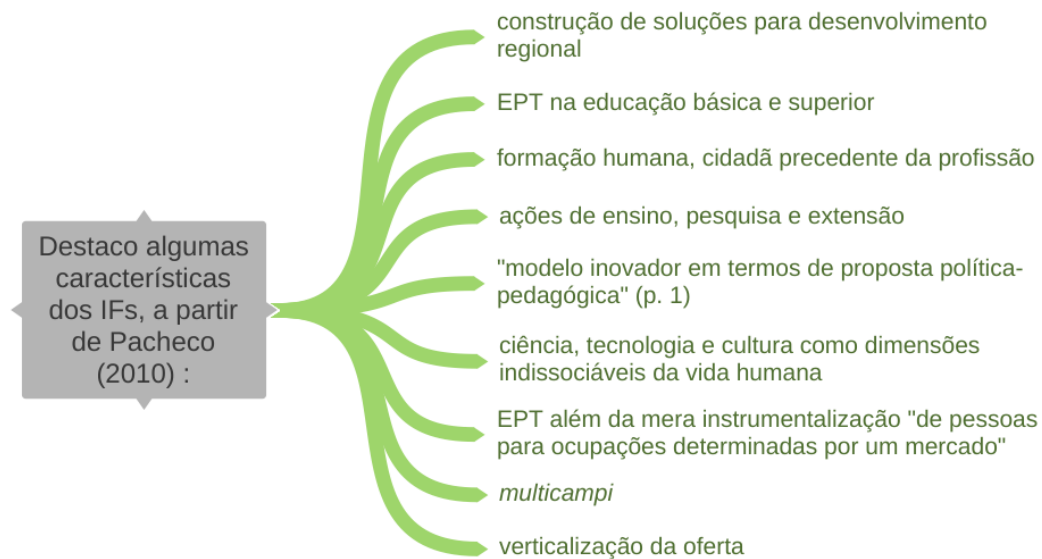 Destaco algumas
características
dos IFs, a partir
de Pacheco
(2010) :
construção de soluções para desenvolvimento
regional
EPT na educação básica e superior
formação humana, cidadã precedente da profissão
ações de ensino, pesquisa e extensão
"modelo inovador em termos de proposta política-
pedagógica" (p. 1)
ciência, tecnologia e cultura como dimensões
indissociáveis da vida humana
EPT além da mera instrumentalização "de pessoas
para ocupações determinadas por um mercado"
multicampi
verticalização da oferta